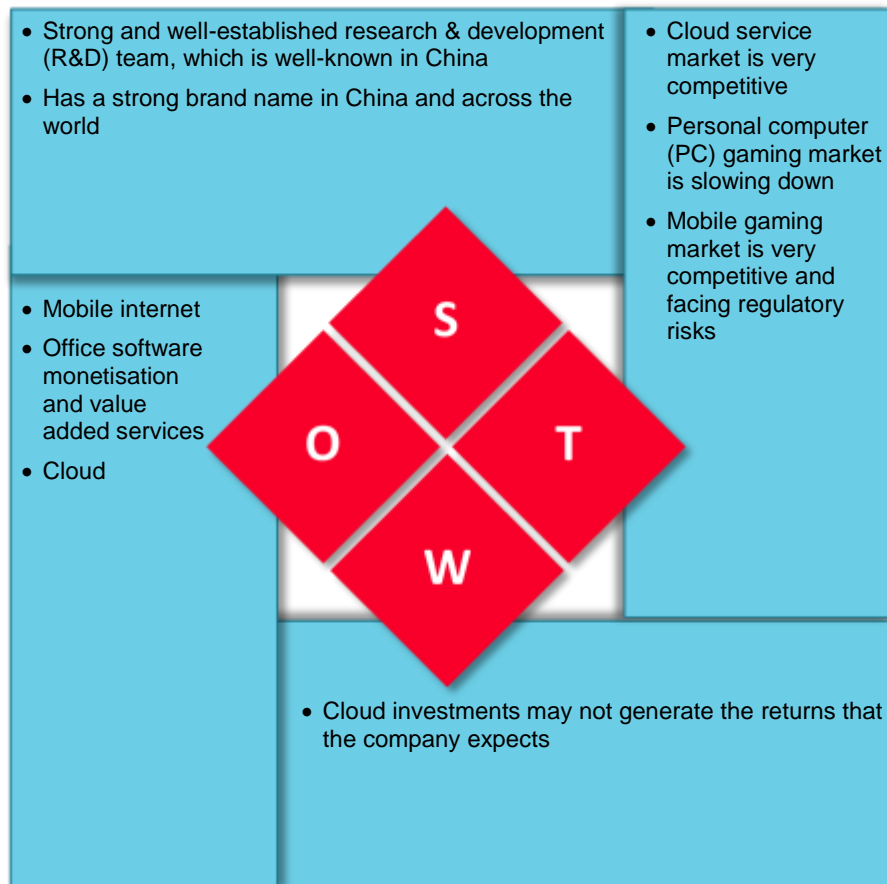 • Strong and well-established research & development
(R&D) team, which is well-known in China
• Has a strong brand name in China and across the
world
• Cloud service
market is very
competitive
• Personal computer
(PC) gaming market
is slowing down
• Mobile gaming
market is very
competitive and
facing regulatory
risks
• Mobile internet
• Office software
monetisation
and value
added services
• Cloud
S
O
T
W
• Cloud investments may not generate the returns that
the company expects